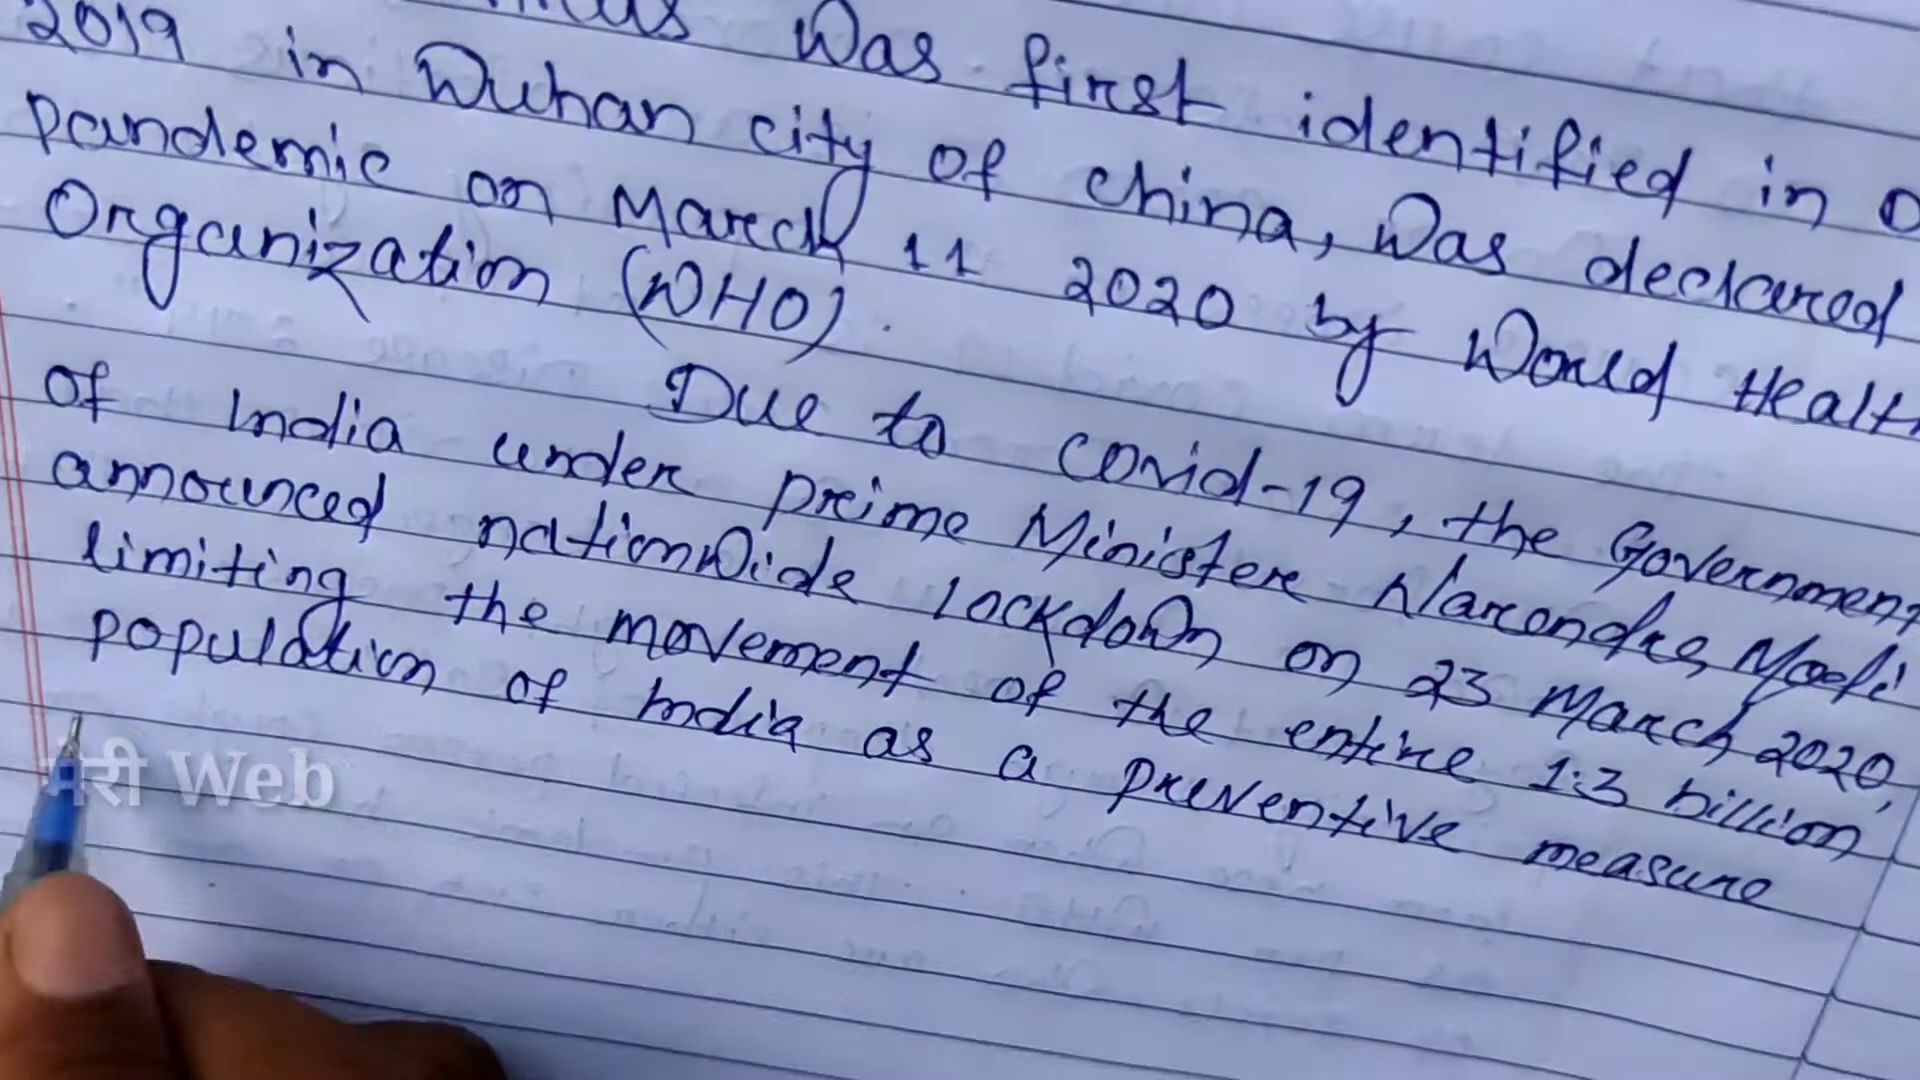 was first identified in
2019 in Wuhan city of china, was declared
pandemic on March 11 2020 by World Health
Organization (WHO).
Due to covid-19, the Government
of India under prime Minister Narendra Modi
announced nationwide lockdown on 23 March 2020,
limiting the movement of the entire 1.3 billion
population of India as a preventive measure
मेरी Web